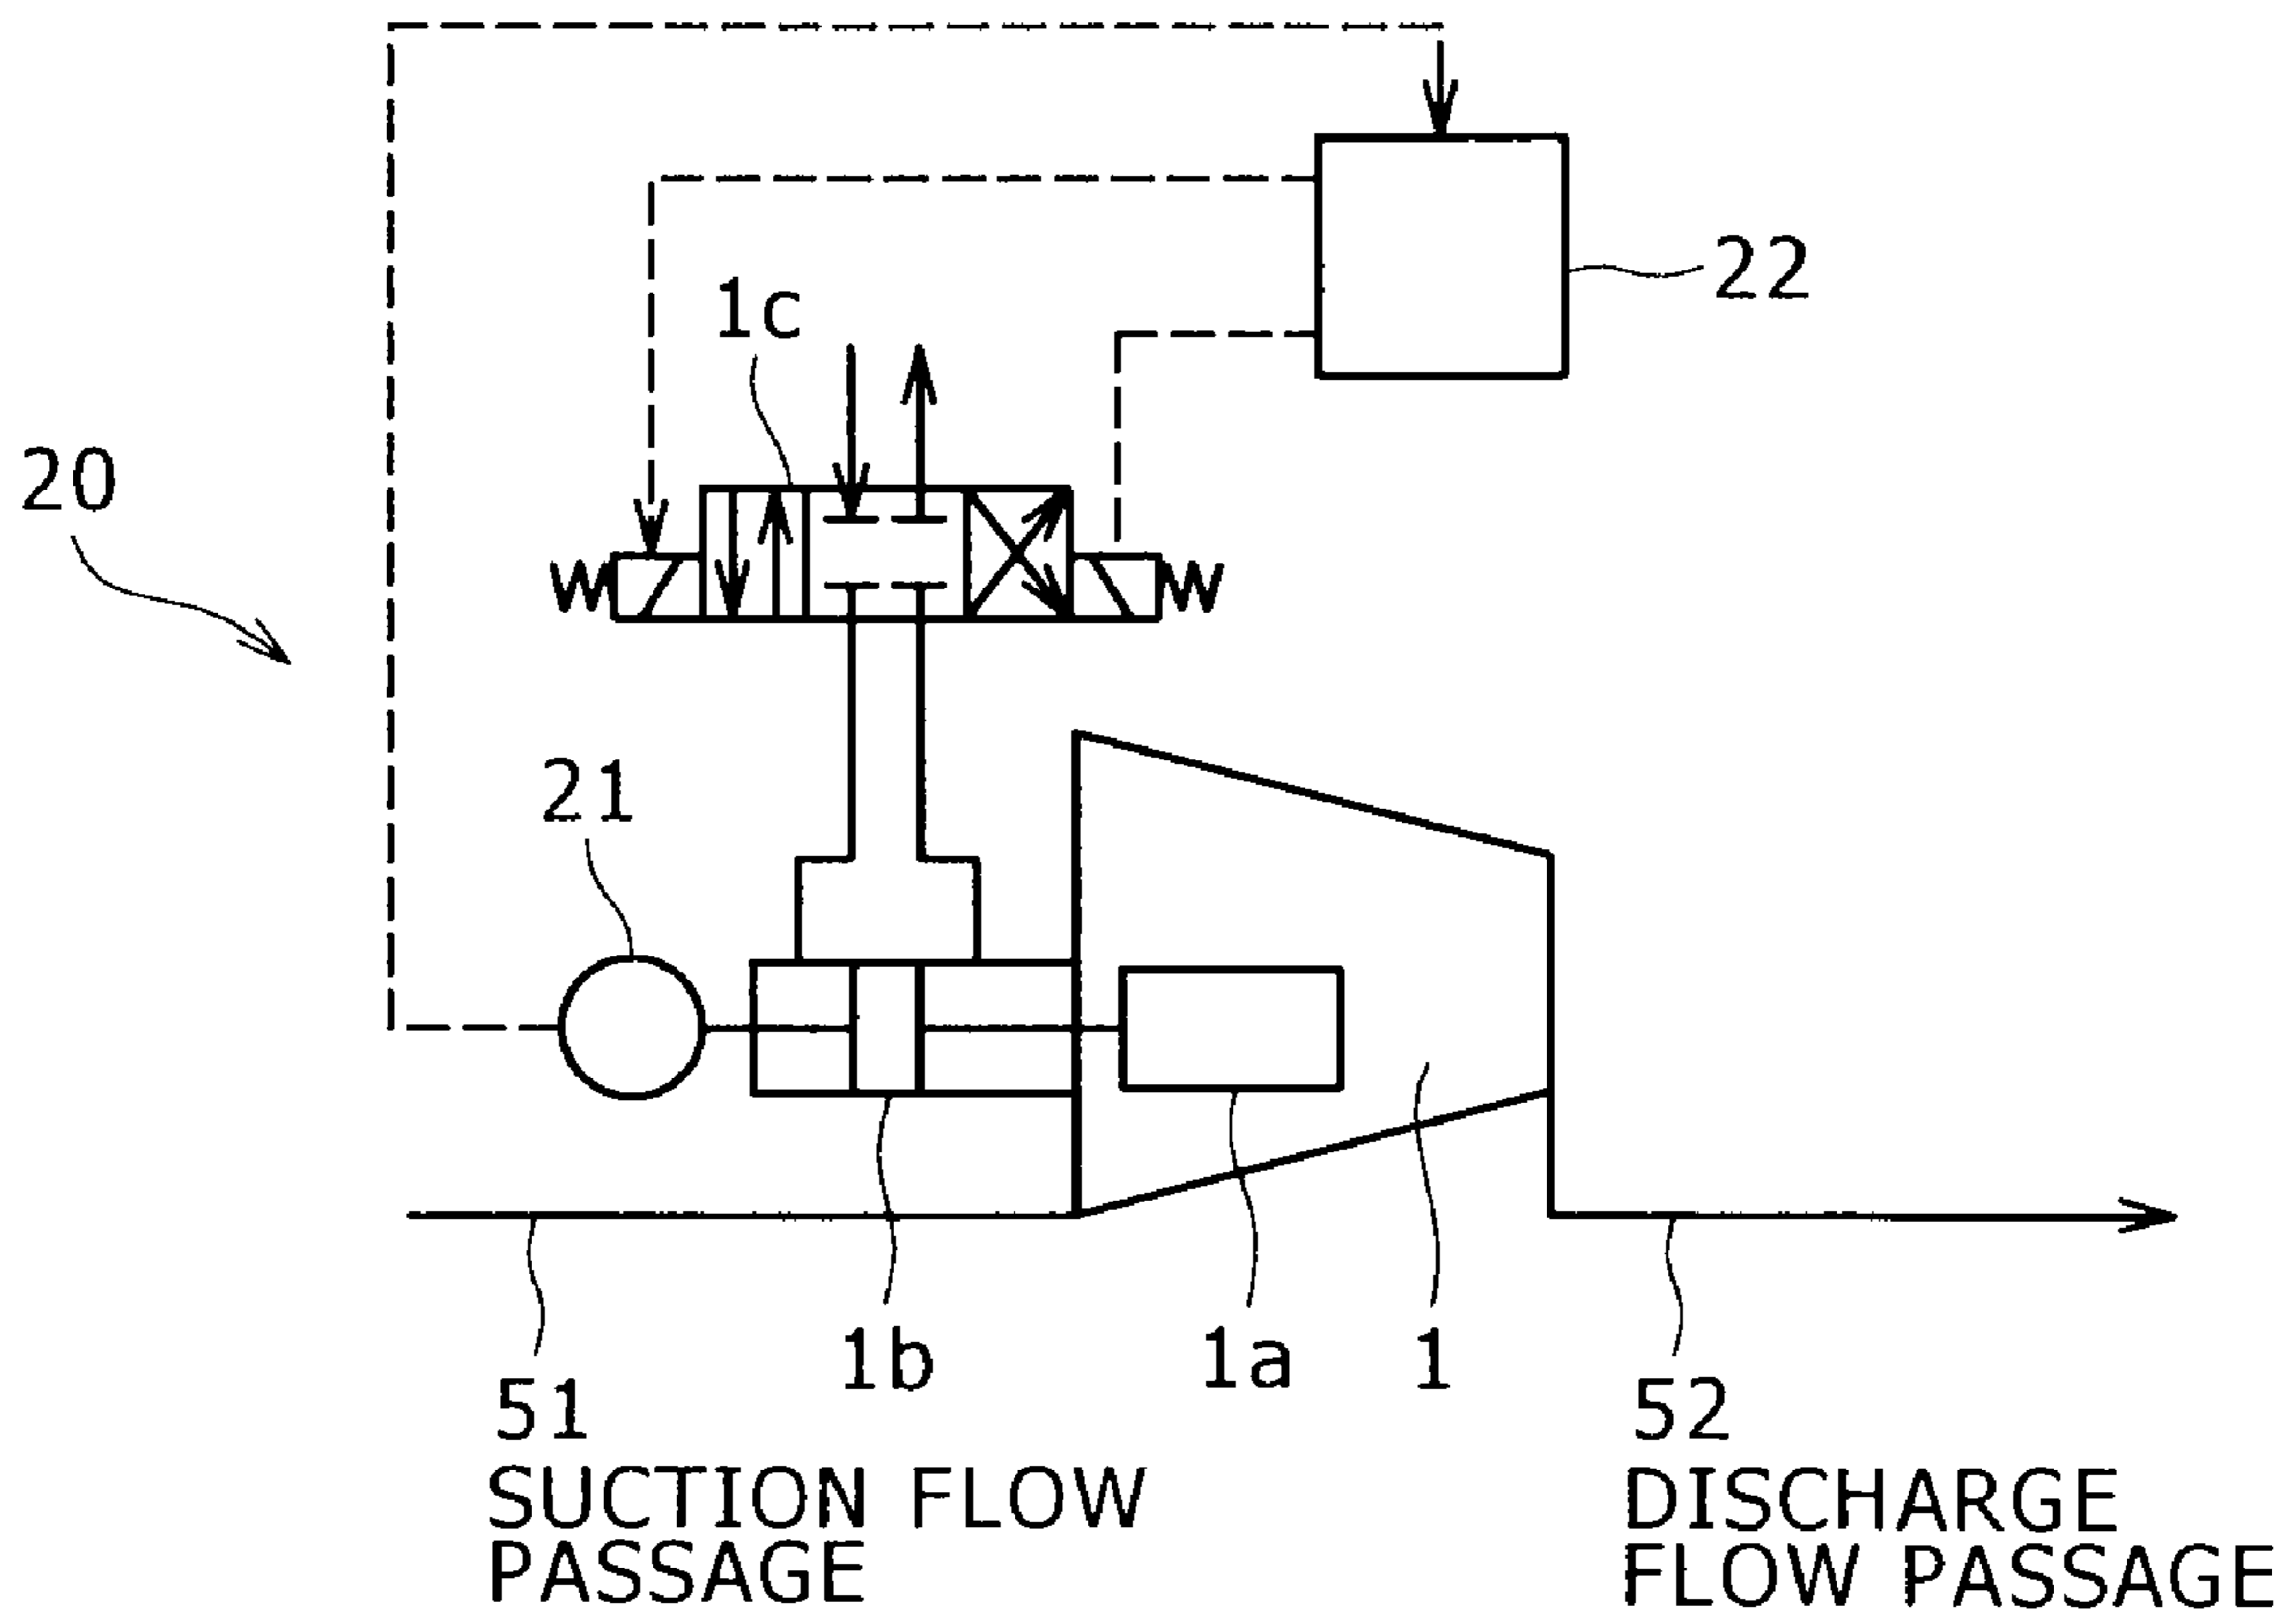 22
1c
20
21
1b
1a
1
51
SUCTION FLOW
PASSAGE
52
DISCHARGE
FLOW PASSAGE